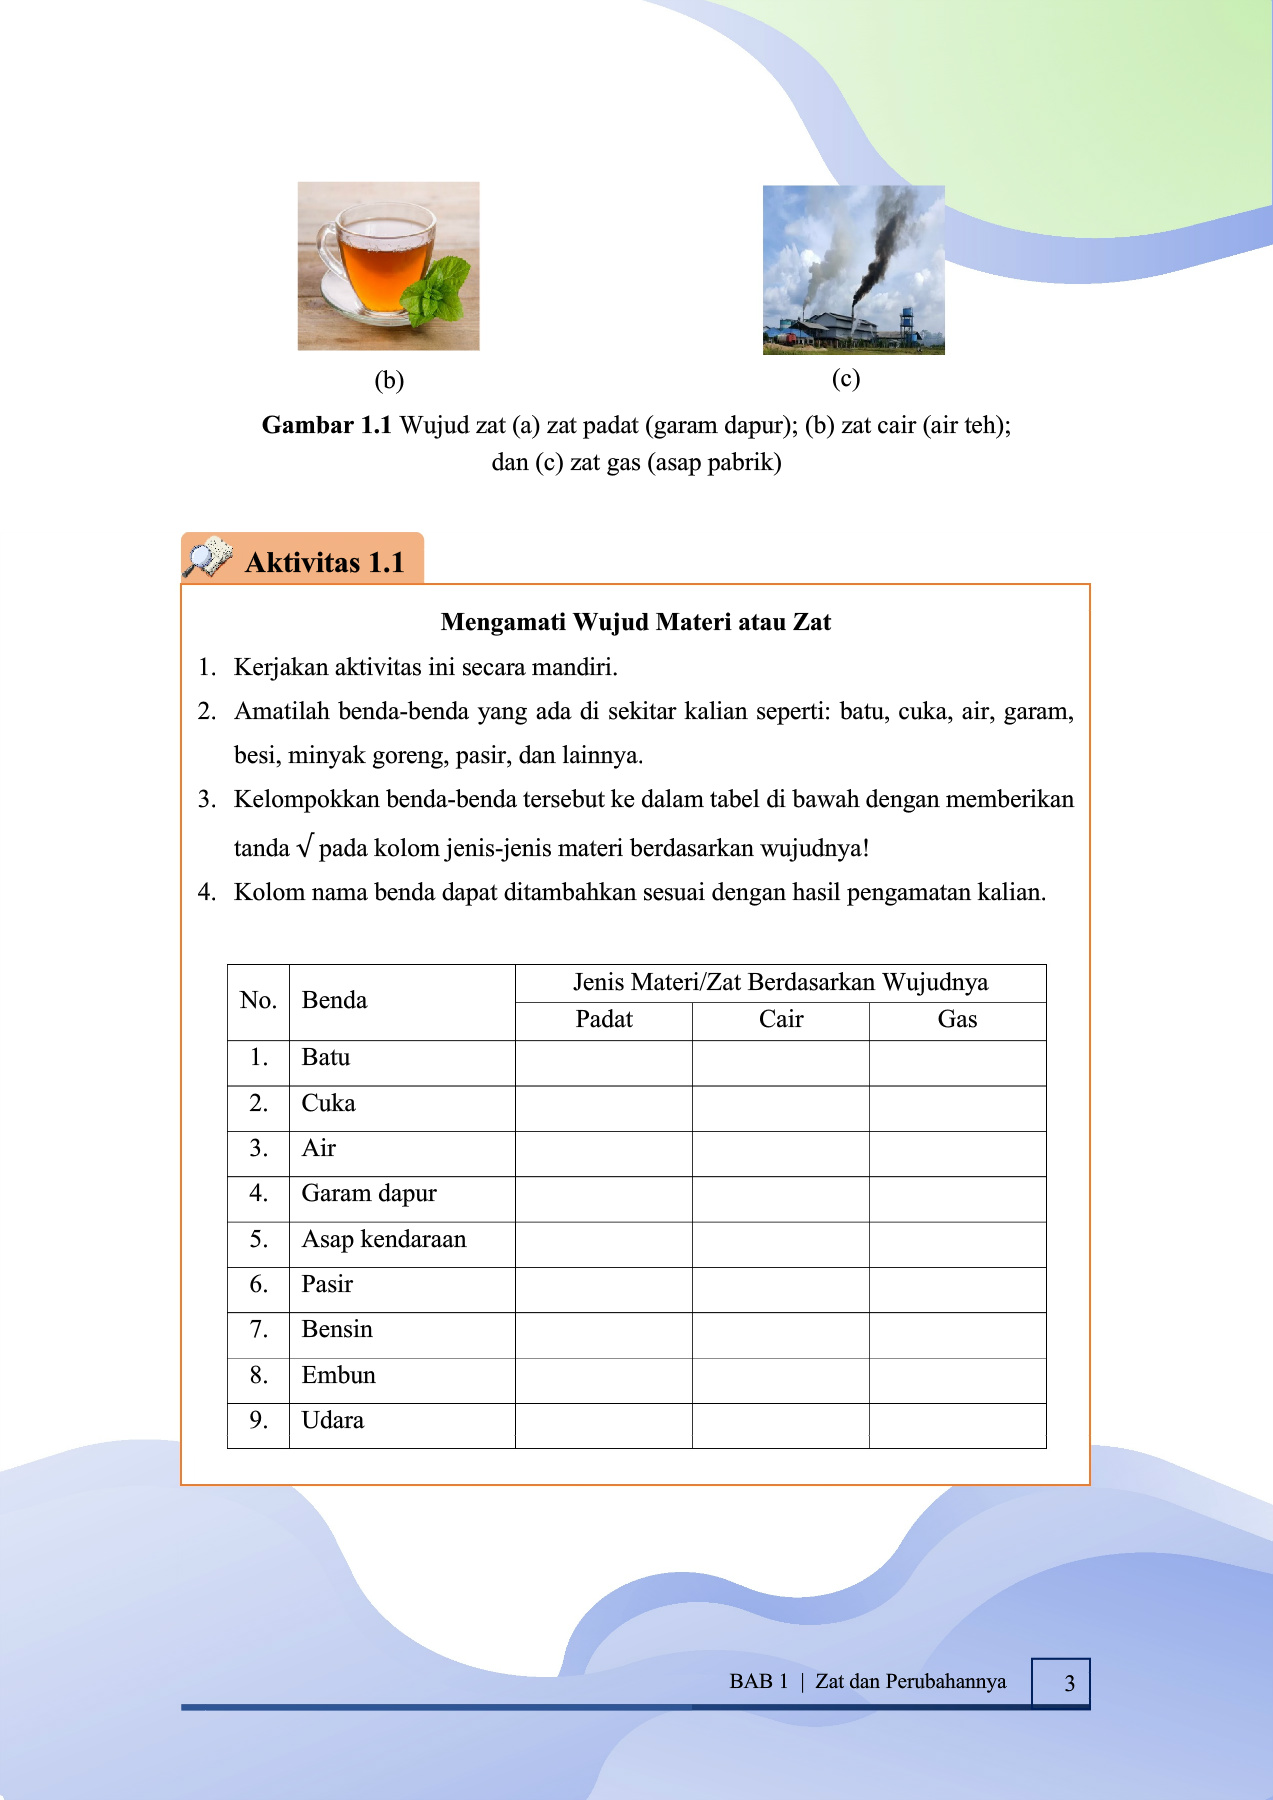 (b)
(c)
Gambar 1.1 Wujud zat (a) zat padat (garam dapur); (b) zat cair (air teh);
dan (c) zat gas (asap pabrik)
Aktivitas 1.1
Mengamati Wujud Materi atau Zat
1. Kerjakan aktivitas ini secara mandiri.
2. Amatilah benda-benda yang ada di sekitar kalian seperti: batu, cuka, air, garam,
besi, minyak goreng, pasir, dan lainnya.
3. Kelompokkan benda-benda tersebut ke dalam tabel di bawah dengan memberikan
tanda √ pada kolom jenis-jenis materi berdasarkan wujudnya!
4. Kolom nama benda dapat ditambahkan sesuai dengan hasil pengamatan kalian.
No. Benda Jenis Materi/Zat Berdasarkan Wujudnya
Padat Cair Gas
1. Batu
2. Cuka
3. Air
4. Garam dapur
5. Asap kendaraan
6. Pasir
7. Bensin
8. Embun
9. Udara
BAB 1 | Zat dan Perubahannya 3